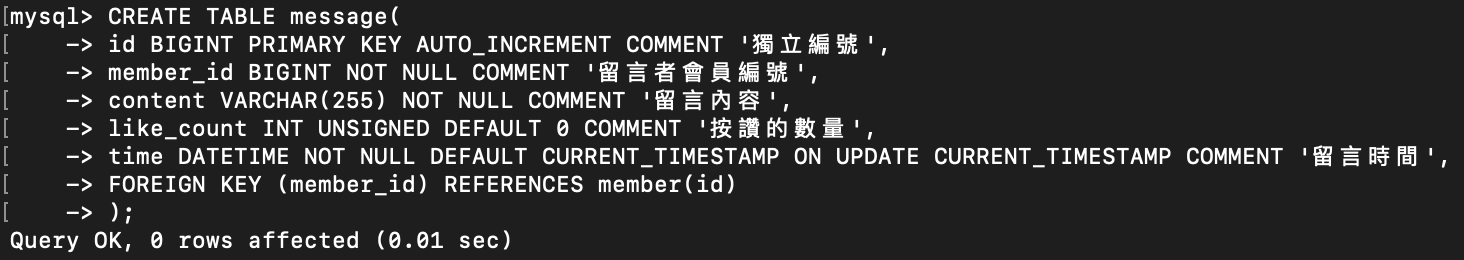 mysql> CREATE TABLE message(
    -> id BIGINT PRIMARY KEY AUTO_INCREMENT COMMENT '獨立編號',
    -> member_id BIGINT NOT NULL COMMENT '留言者會員編號',
    -> content VARCHAR(255) NOT NULL COMMENT '留言內容',
    -> like_count INT UNSIGNED DEFAULT 0 COMMENT '按讚的數量',
    -> time DATETIME NOT NULL DEFAULT CURRENT_TIMESTAMP ON UPDATE CURRENT_TIMESTAMP COMMENT '留言時間',
    -> FOREIGN KEY (member_id) REFERENCES member(id)
    -> );
Query OK, 0 rows affected (0.01 sec)